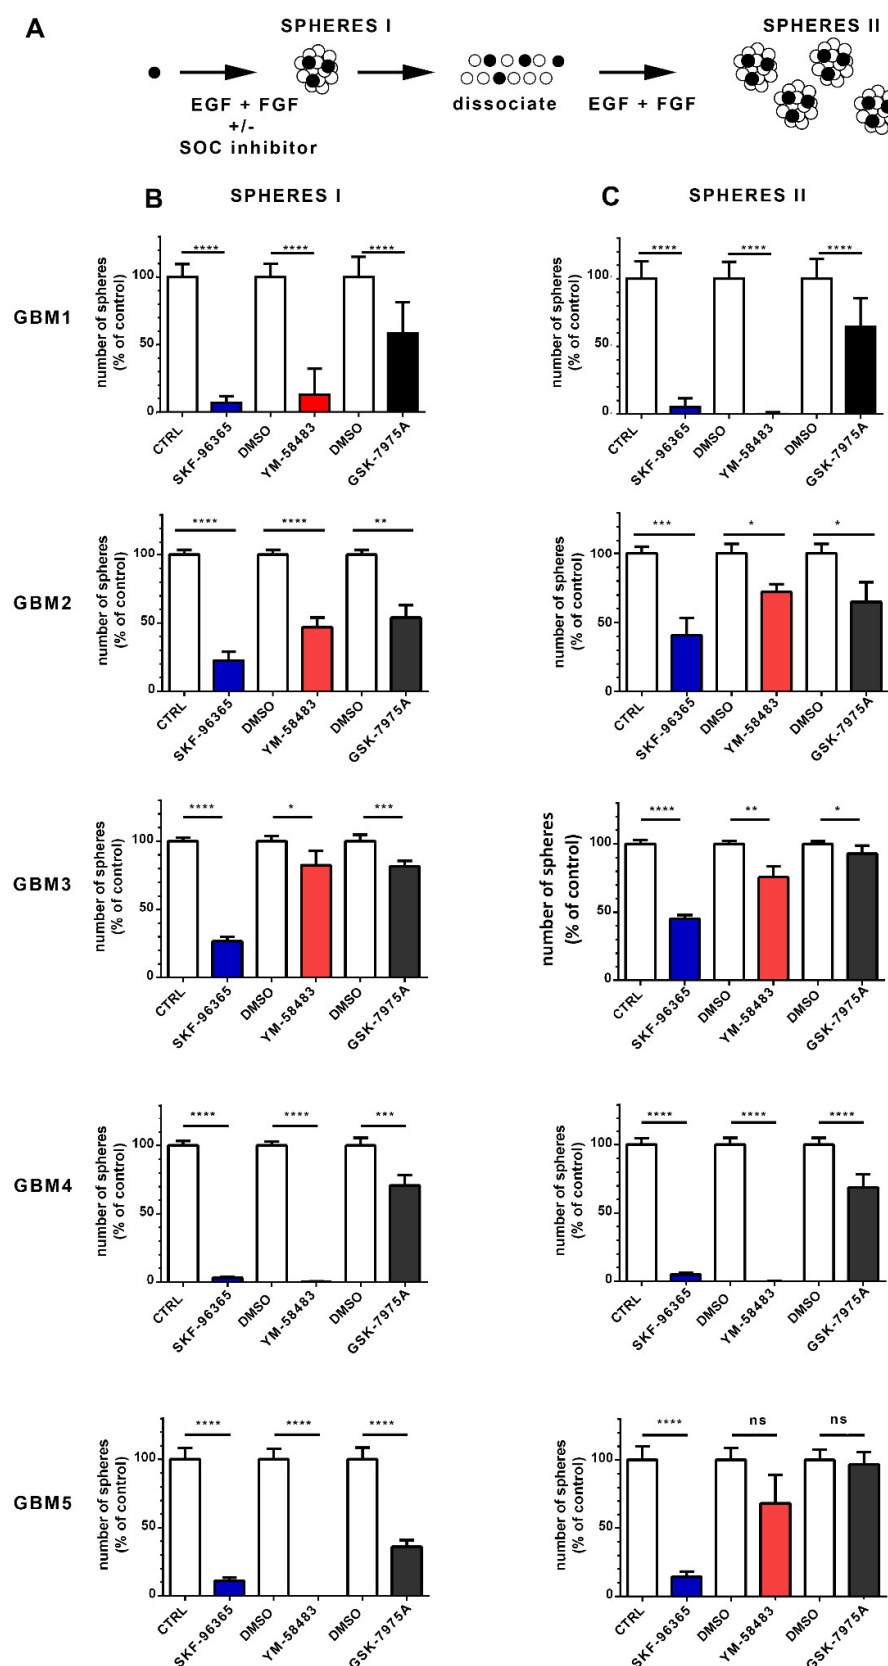 A
SPHERES I
SPHERES II
EGF + FGF
+/-
SOC inhibitor
dissociate
EGF + FGF
B
SPHERES I
C
SPHERES II
GBM1
number of spheres
(% of control)
100
50
0
****
****
****
CTRL
SKF-96365
DMSO
YM-58483
DMSO
GSK-7975A
number of spheres
(% of control)
100
50
0
****
****
****
CTRL
SKF-96365
DMSO
YM-58483
DMSO
GSK-7975A
GBM2
number of spheres
(% of control)
100
50
0
****
****
**
CTRL
SKF-96365
DMSO
YM-58483
DMSO
GSK-7975A
number of spheres
(% of control)
100
50
0
***
*
*
CTRL
SKF-96365
DMSO
YM-58483
DMSO
GSK-7975A
GBM3
number of spheres
(% of control)
100
50
0
****
*
***
CTRL
SKF-96365
DMSO
YM-58483
DMSO
GSK-7975A
number of spheres
(% of control)
100
50
0
****
**
*
CTRL
SKF-96365
DMSO
YM-58483
DMSO
GSK-7975A
GBM4
number of spheres
(% of control)
100
50
0
****
****
***
CTRL
SKF-96365
DMSO
YM-58483
DMSO
GSK-7975A
number of spheres
(% of control)
100
50
0
****
****
****
CTRL
SKF-96365
DMSO
YM-58483
DMSO
GSK-7975A
GBM5
number of spheres
(% of control)
100
50
0
****
****
****
CTRL
SKF-96365
DMSO
YM-58483
DMSO
GSK-7975A
number of spheres
(% of control)
100
50
0
****
ns
ns
CTRL
SKF-96365
DMSO
YM-58483
DMSO
GSK-7975A